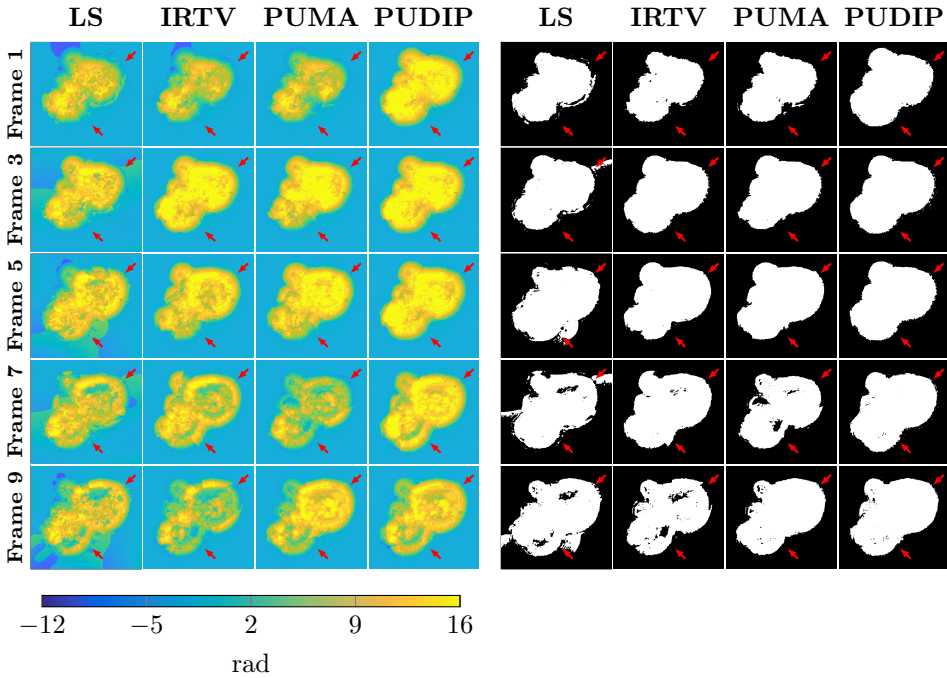 LS IRTV PUMA PUDIP LS IRTV PUMA PUDIP
Frame 1
Frame 3
Frame 5
Frame 7
Frame 9
−12 −5 2 9 16
rad